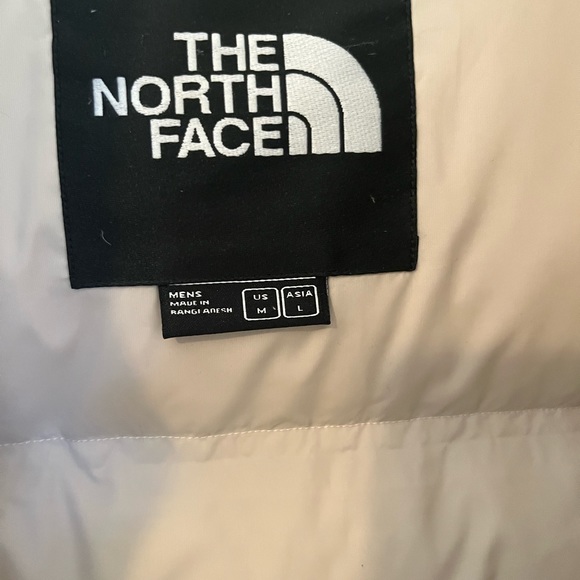 THE
NORTH
FACE
MENS
MADE IN
BANGLADESH
US
M
ASIA
L